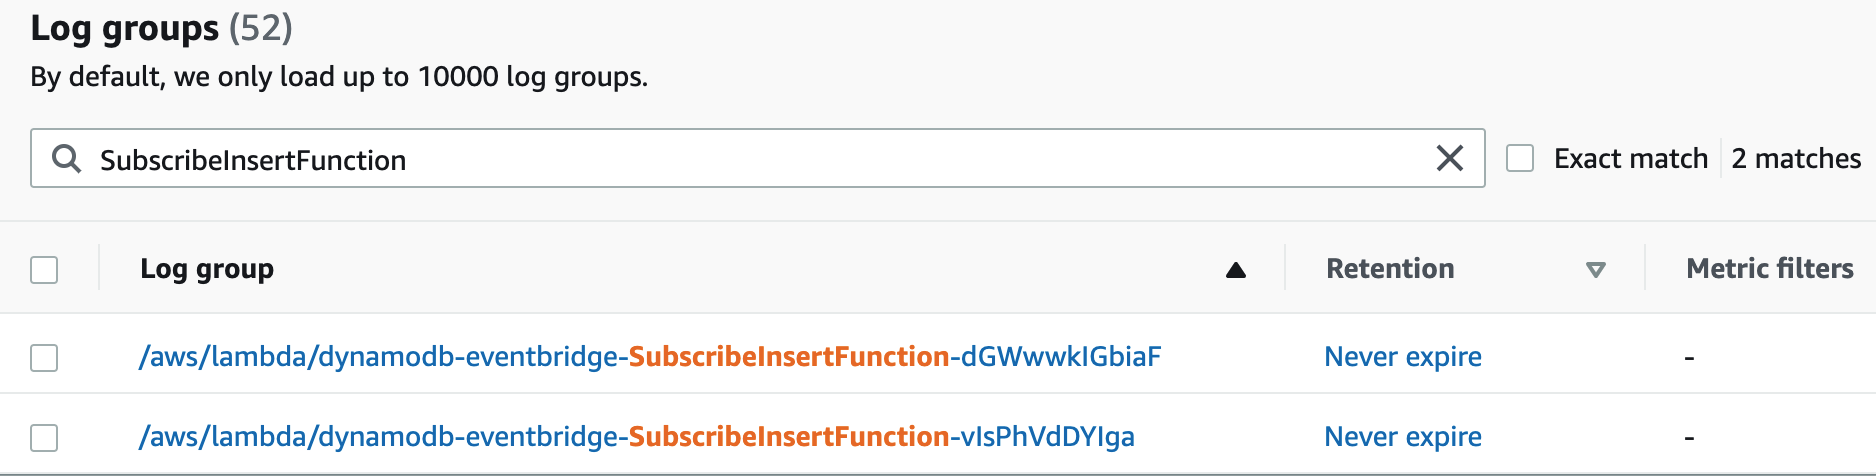 Log groups (52)
By default, we only load up to 10000 log groups.
SubscribeInsertFunction Exact match 2 matches
Log group Retention Metric filters
/aws/lambda/dynamodb-eventbridge-SubscribeInsertFunction-dGWwwkIGbiaF Never expire -
/aws/lambda/dynamodb-eventbridge-SubscribeInsertFunction-vIsPhVdDYIga Never expire -